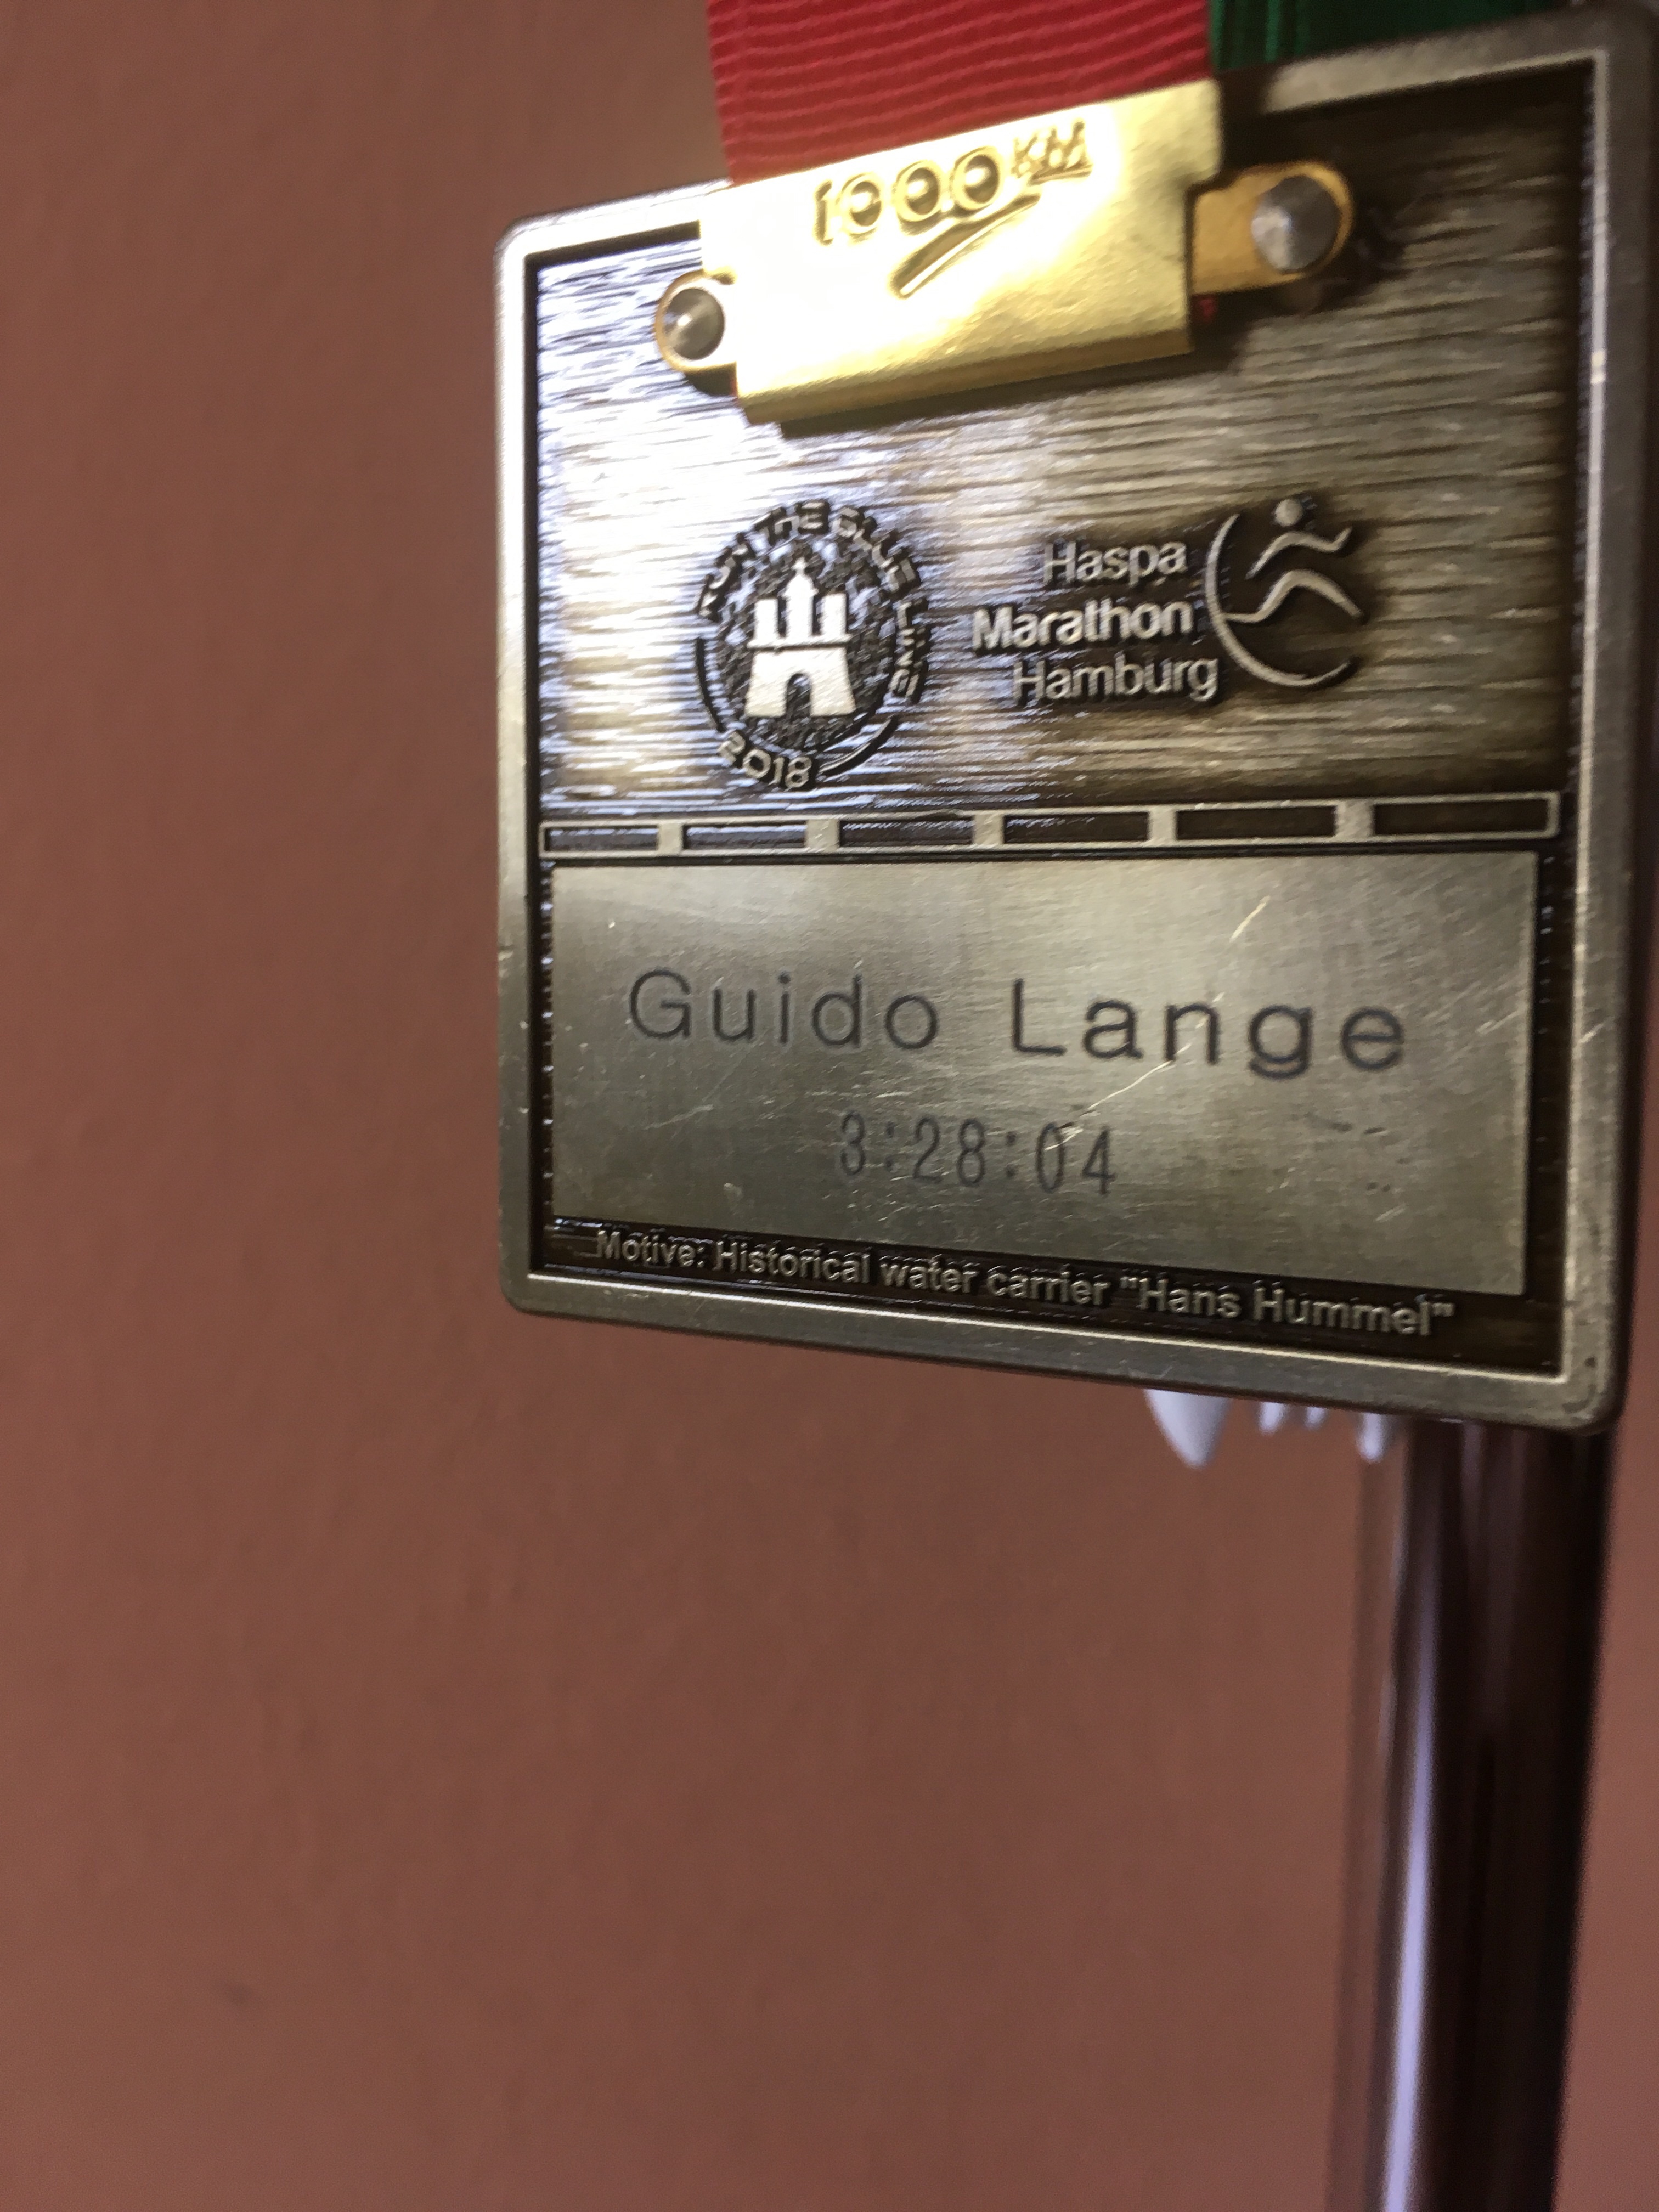 1000 KM
RUN THE BLUE LINE
2018
Haspa
Marathon
Hamburg
Guido Lange
3:28:04
Motive: Historical water carrier "Hans Hummel"